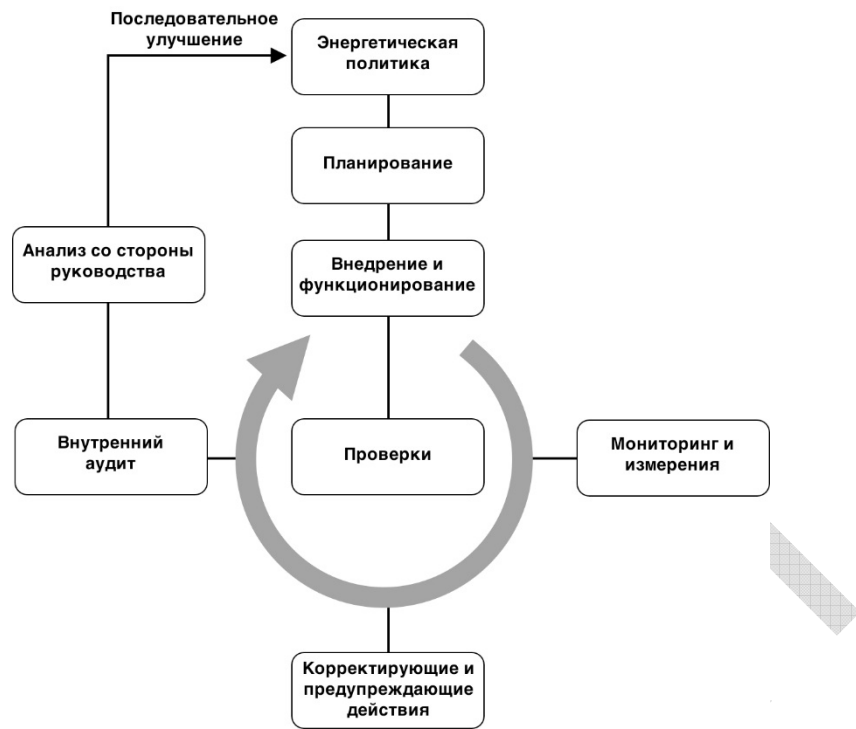 Последовательное
улучшение
Энергетическая
политика
Планирование
Анализ со стороны
руководства
Внедрение и
функционирование
Внутренний
аудит
Проверки
Мониторинг и
измерения
Корректирующие и
предупреждающие
действия